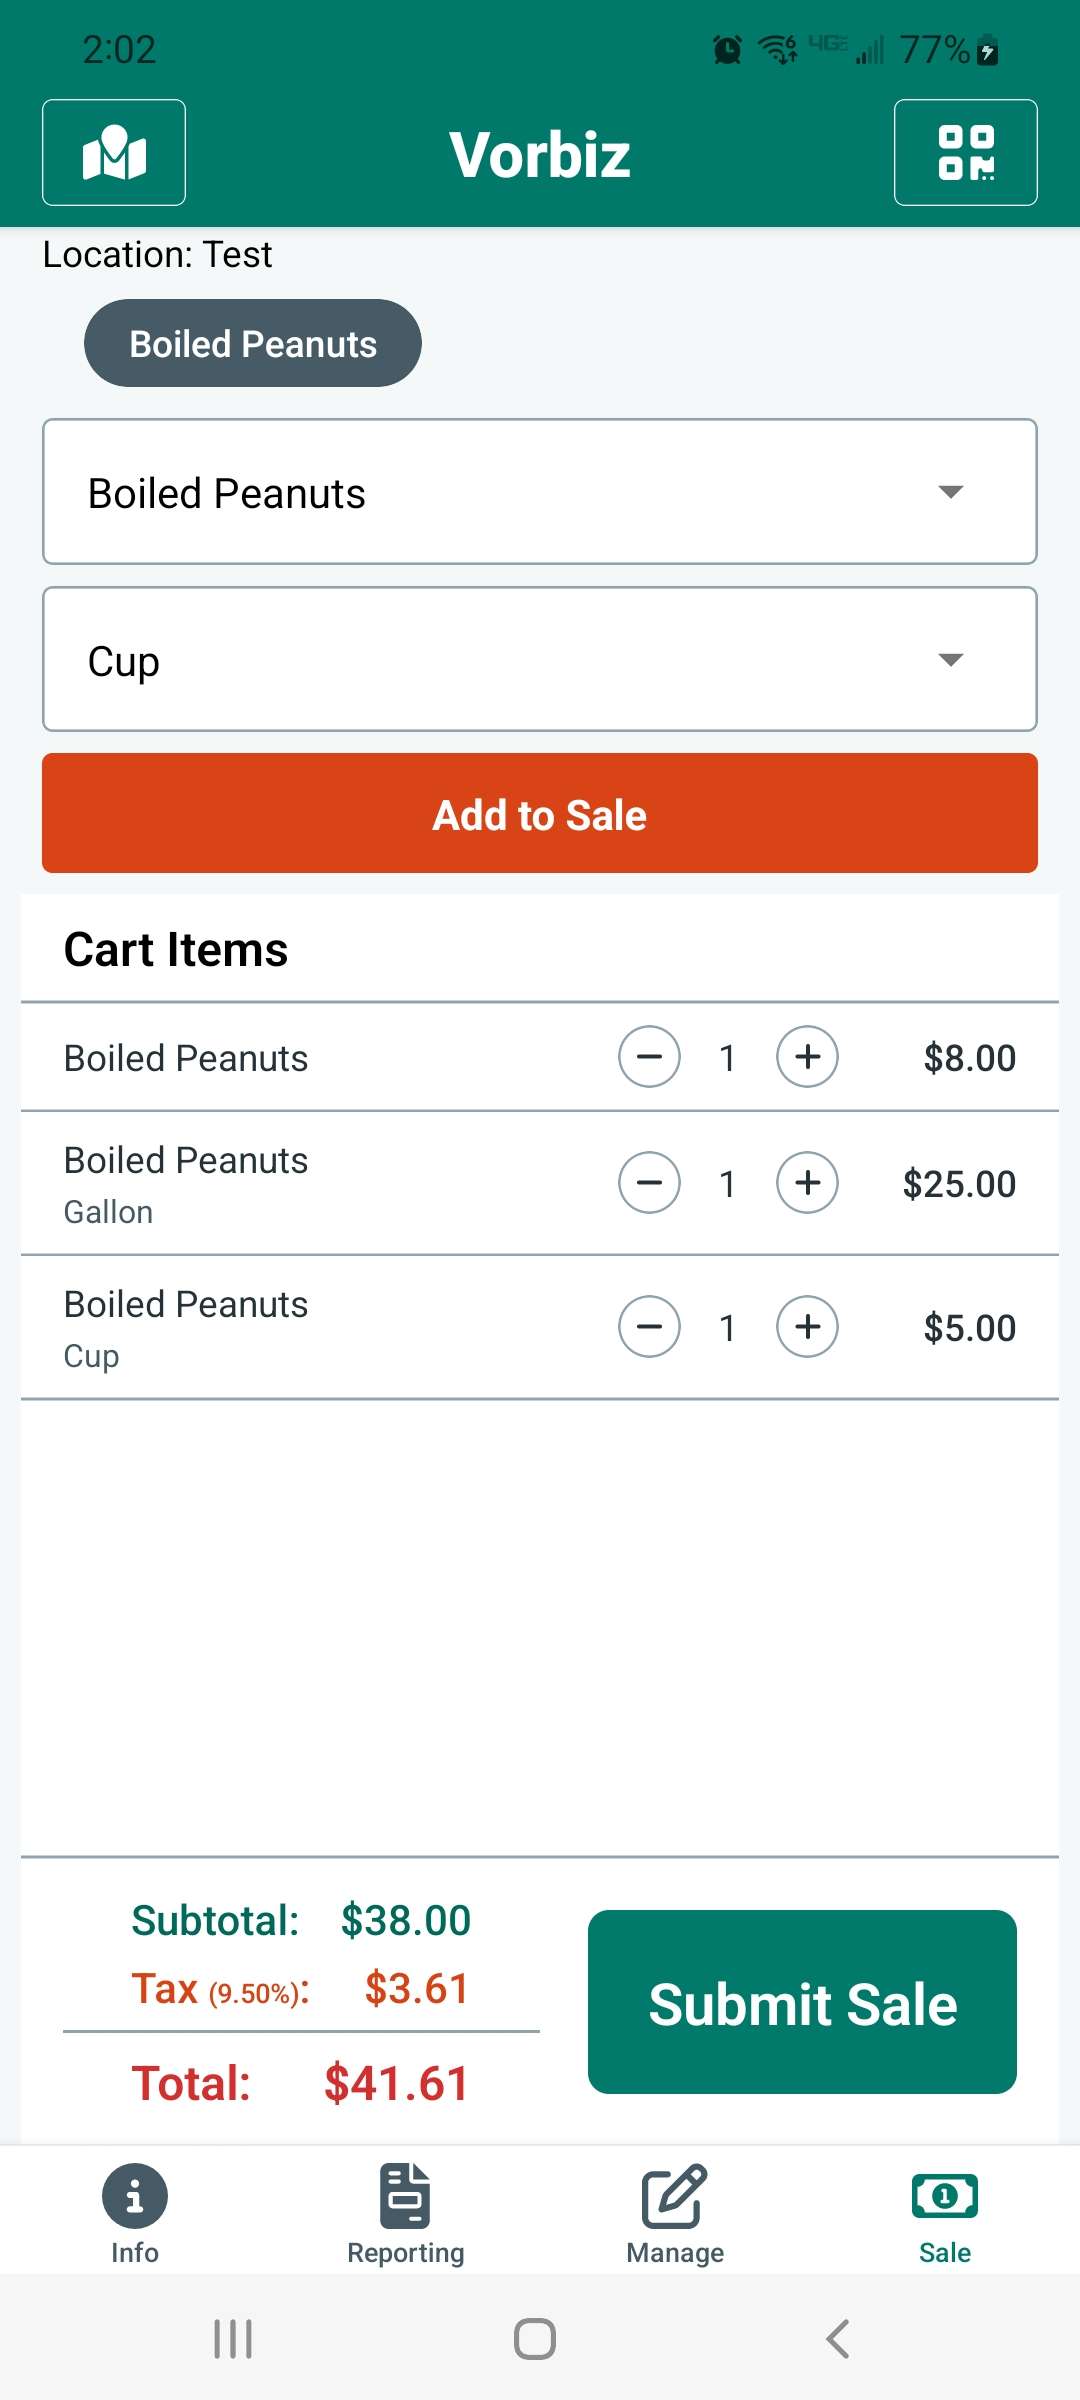 2:02 6 4GE 77%
Vorbiz
Location: Test
Boiled Peanuts
Boiled Peanuts
Cup
Add to Sale
Cart Items
Boiled Peanuts 1 $8.00
Boiled Peanuts 1 $25.00
Gallon
Boiled Peanuts 1 $5.00
Cup
Subtotal: $38.00
Tax (9.50%): $3.61
Total: $41.61
Submit Sale
Info Reporting Manage Sale